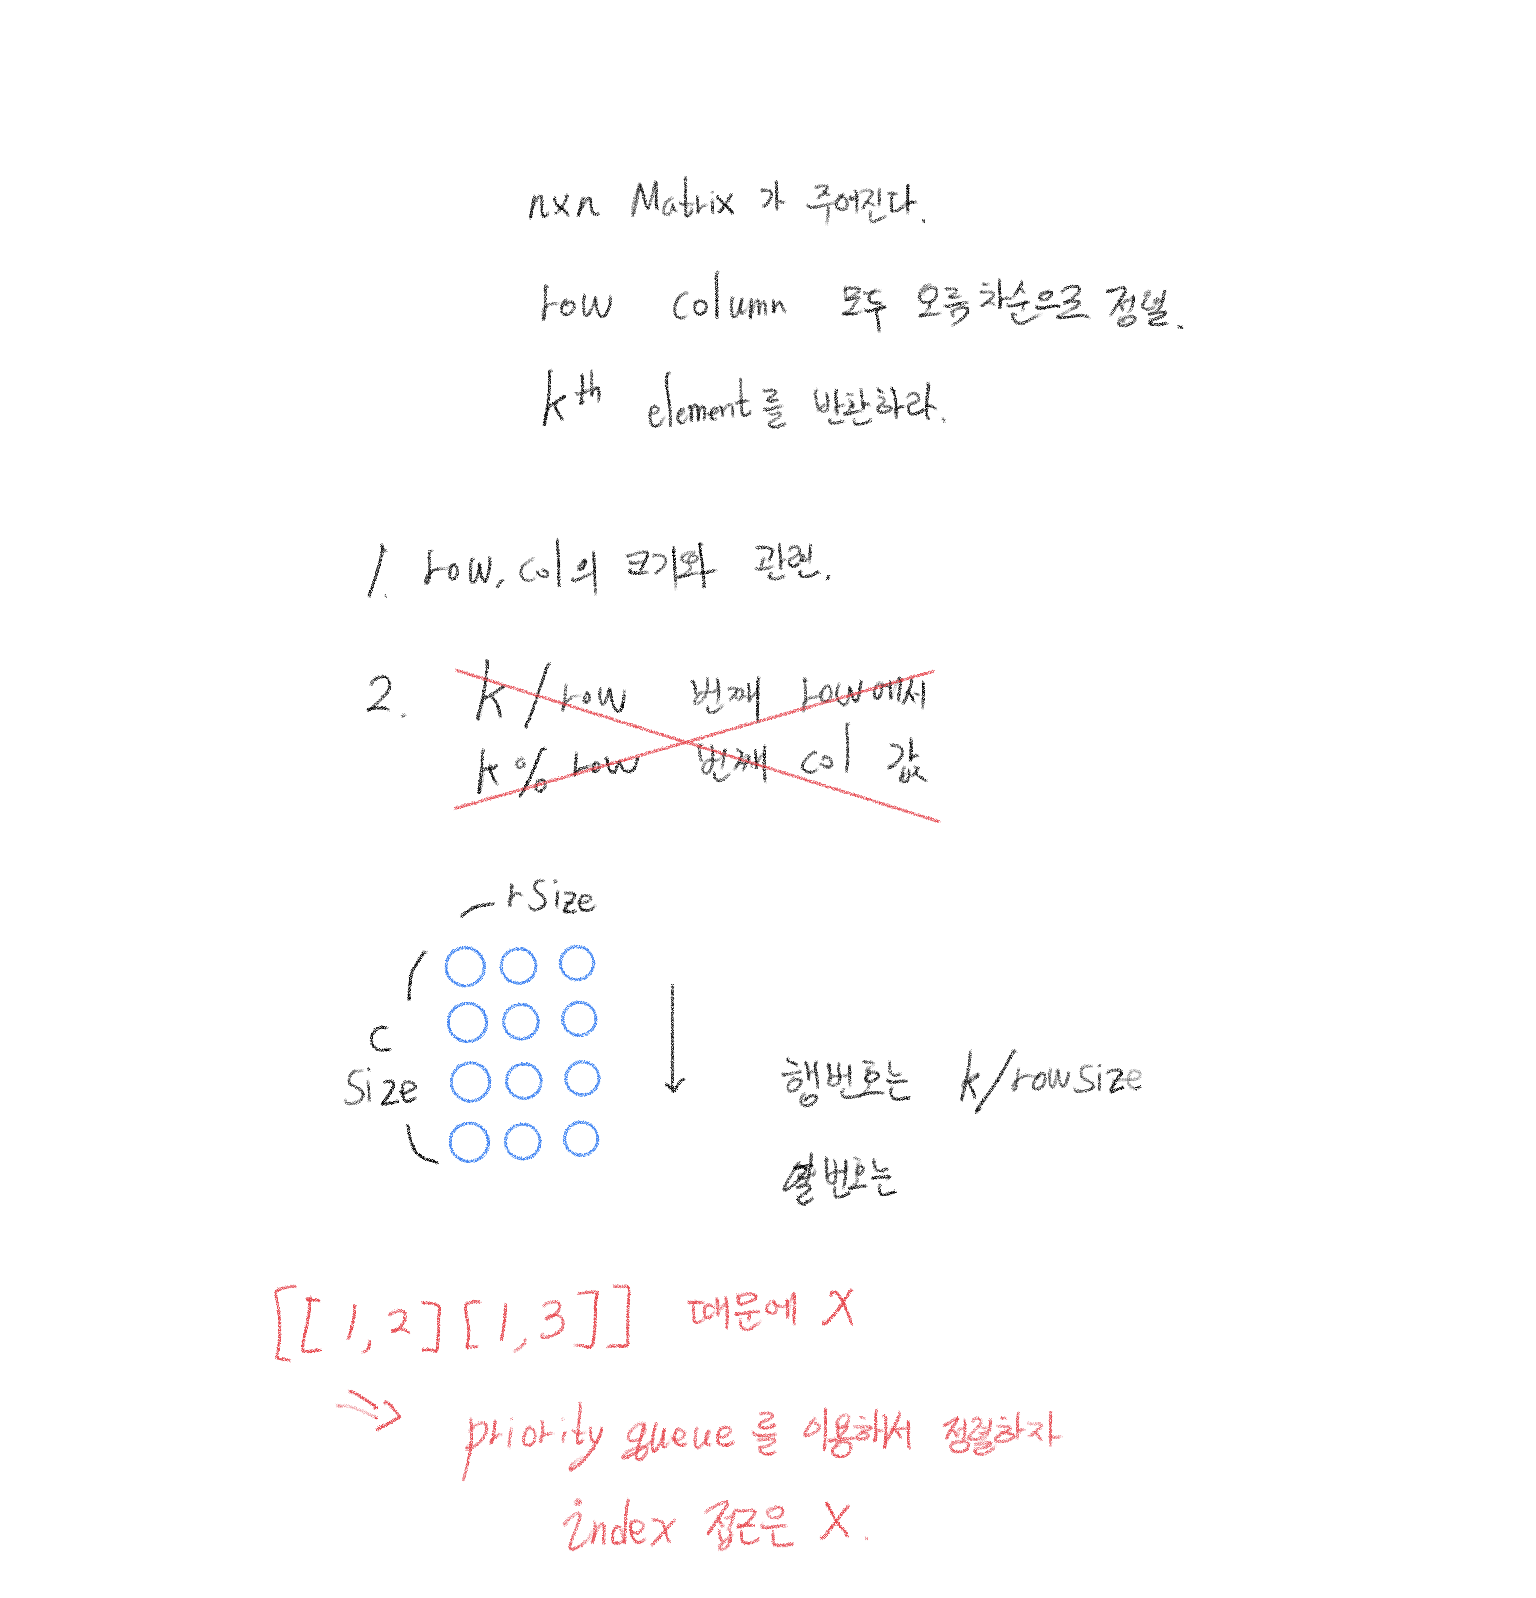 nxn Matrix 가 주어진다.
row column 모두 오름차순으로 정렬.
kth element를 반환하라.
1. row, col의 크기와 관련.
2. k/row 번째 row에서
k%row 번째 col 값
rsize
c
size
행번호는 k/rowsize
열번호는
[[1,2][1,3]] 때문에 X
=> priority queue를 이용해서 정렬하자
index 접근은 X.